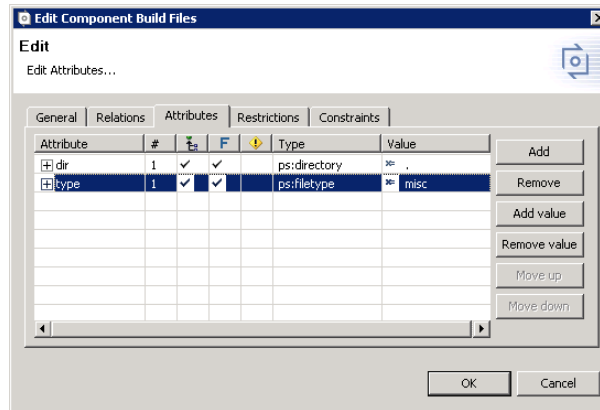 Edit Component Build Files
Edit
Edit Attributes...
General Relations Attributes Restrictions Constraints
Attribute # F Type Value
dir 1 ps:directory .
type 1 ps:filetype misc
Add
Remove
Add value
Remove value
Move up
Move down
OK Cancel